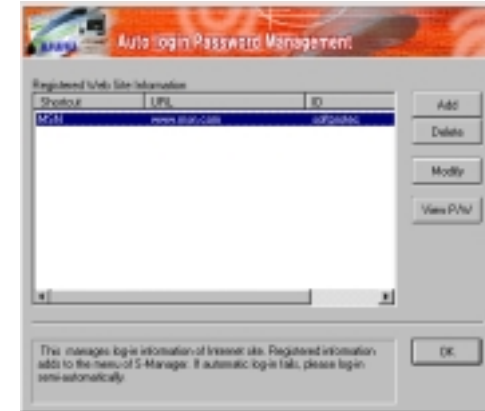 Auto login Password Management
Registered Web Site Information
Shortcut URL ID
MSN www.msn.com softprotec
Add
Delete
Modify
View P/W
This manages log-in information of Internet site. Registered information
adds to the menu of S-Manager. If automatic log-in fails, please log-in
semi-automatically.
OK